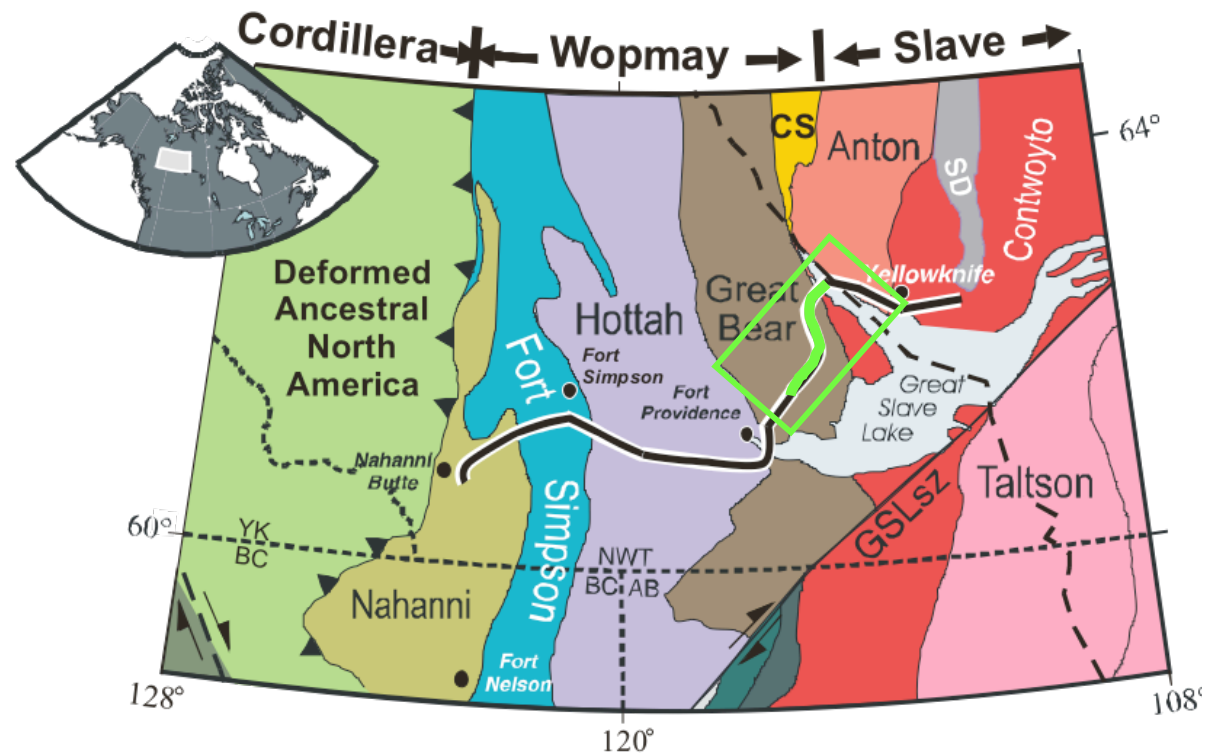 Cordillera
Wopmay
Slave
CS
Anton
SD
Contwoyto
64°
Deformed
Ancestral
North
America
Yellowknife
Great
Bear
Hottah
Fort
Simpson
Fort
Simpson
Fort
Providence
Great
Slave
Lake
Nahanni
Butte
Taltson
GSLsz
60°
YK
BC
NWT
BC
AB
Nahanni
Fort
Nelson
128°
120°
108°